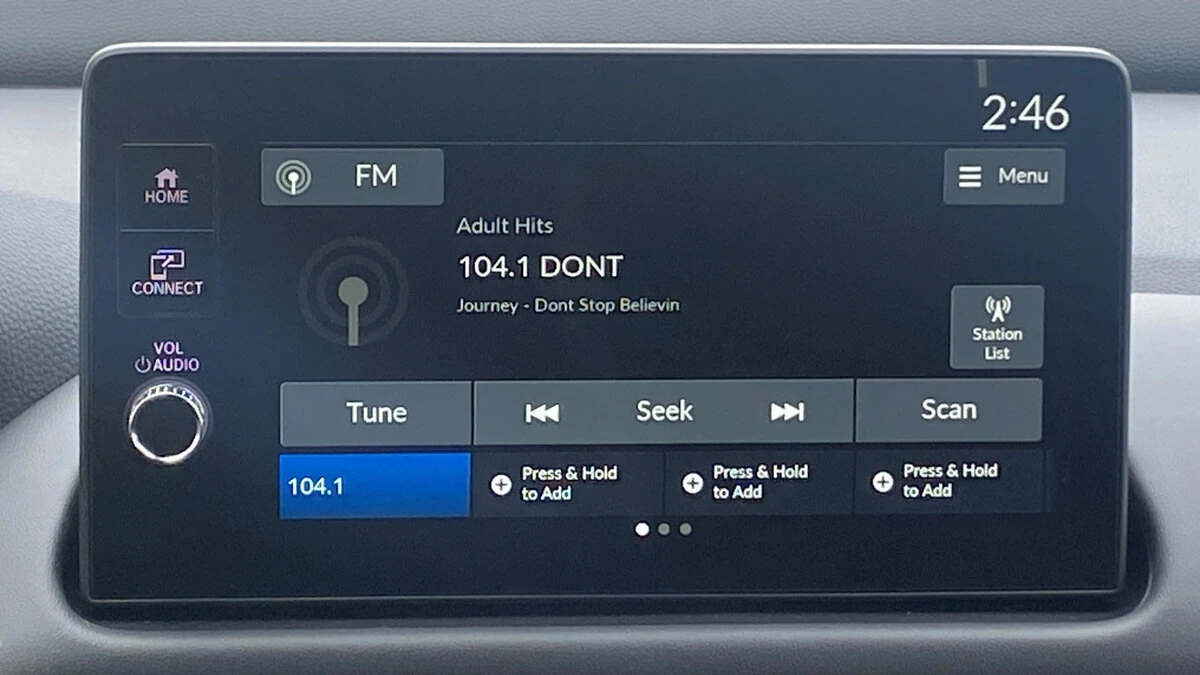 2:46
HOME
CONNECT
VOL
AUDIO
FM
Menu
Adult Hits
104.1 DONT
Journey - Dont Stop Believin
Station
List
Tune
Seek
Scan
104.1
Press & Hold
to Add
Press & Hold
to Add
Press & Hold
to Add